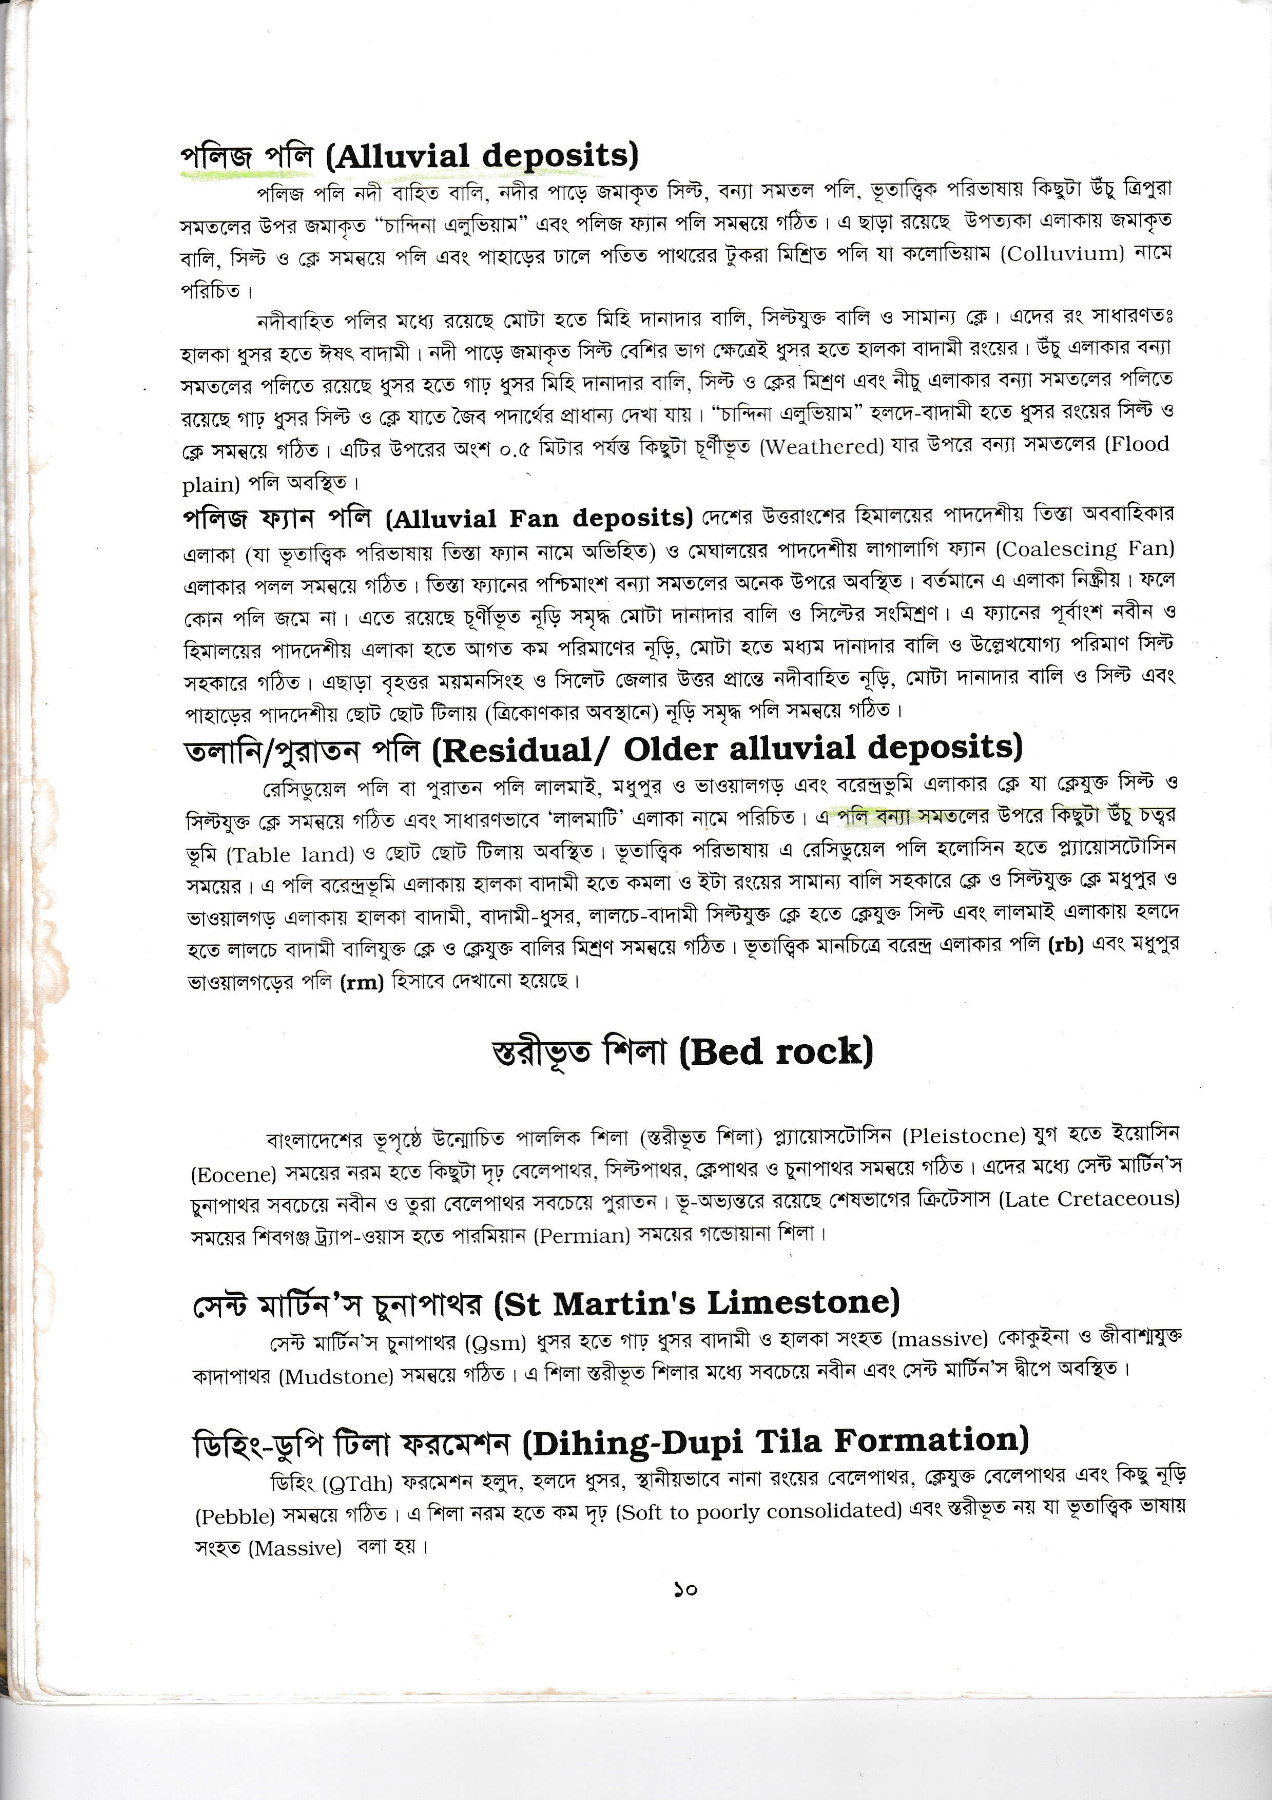 পলিজ পলি (Alluvial deposits)
পলিজ পলি নদী বাহিত বালি, নদীর পাড়ে জমাকৃত সিল্ট, বন্যা সমতল পলি, ভূতাত্ত্বিক পরিভাষায় কিছুটা উঁচু ত্রিপুরা
সমতলের উপর জমাকৃত “চান্দিনা এলুভিয়াম” এবং পলিজ ফ্যান পলি সমন্বয়ে গঠিত। এ ছাড়া রয়েছে উপত্যকা এলাকায় জমাকৃত
বালি, সিল্ট ও ক্লে সমন্বয়ে পলি এবং পাহাড়ের ঢালে পতিত পাথরের টুকরা মিশ্রিত পলি যা কলোভিয়াম (Colluvium) নামে
পরিচিত।
নদীবাহিত পলির মধ্যে রয়েছে মোটা হতে মিহি দানাদার বালি, সিল্টযুক্ত বালি ও সামান্য ক্লে। এদের রং সাধারণতঃ
হালকা ধুসর হতে ঈষৎ বাদামী। নদী পাড়ে জমাকৃত সিল্ট বেশির ভাগ ক্ষেত্রেই ধুসর হতে হালকা বাদামী রংয়ের। উঁচু এলাকার বন্যা
সমতলের পলিতে রয়েছে ধুসর হতে গাঢ় ধুসর মিহি দানাদার বালি, সিল্ট ও ক্লের মিশ্রণ এবং নীচু এলাকার বন্যা সমতলের পলিতে
রয়েছে গাঢ় ধুসর সিল্ট ও ক্লে যাতে জৈব পদার্থের প্রাধান্য দেখা যায়। “চান্দিনা এলুভিয়াম” হলদে-বাদামী হতে ধুসর রংয়ের সিল্ট ও
ক্লে সমন্বয়ে গঠিত। এটির উপরের অংশ ০.৫ মিটার পর্যন্ত কিছুটা চূর্ণীভূত (Weathered) যার উপরে বন্যা সমতলের (Flood
plain) পলি অবস্থিত।
পলিজ ফ্যান পলি (Alluvial Fan deposits) দেশের উত্তরাংশের হিমালয়ের পাদদেশীয় তিস্তা অববাহিকার
এলাকা (যা ভূতাত্ত্বিক পরিভাষায় তিস্তা ফ্যান নামে অভিহিত) ও মেঘালয়ের পাদদেশীয় লাগালাগি ফ্যান (Coalescing Fan)
এলাকার পলল সমন্বয়ে গঠিত। তিস্তা ফ্যানের পশ্চিমাংশ বন্যা সমতলের অনেক উপরে অবস্থিত। বর্তমানে এ এলাকা নিষ্ক্রীয়। ফলে
কোন পলি জমে না। এতে রয়েছে চূর্ণীভূত নূড়ি সমৃদ্ধ মোটা দানাদার বালি ও সিল্টের সংমিশ্রণ। এ ফ্যানের পূর্বাংশ নবীন ও
হিমালয়ের পাদদেশীয় এলাকা হতে আগত কম পরিমাণের নূড়ি, মোটা হতে মধ্যম দানাদার বালি ও উল্লেখযোগ্য পরিমাণ সিল্ট
সহকারে গঠিত। এছাড়া বৃহত্তর ময়মনসিংহ ও সিলেট জেলার উত্তর প্রান্তে নদীবাহিত নূড়ি, মোটা দানাদার বালি ও সিল্ট এবং
পাহাড়ের পাদদেশীয় ছোট ছোট টিলায় (ত্রিকোণকার অবস্থানে) নূড়ি সমৃদ্ধ পলি সমন্বয়ে গঠিত।
তলানি/পুরাতন পলি (Residual/ Older alluvial deposits)
রেসিডুয়েল পলি বা পুরাতন পলি লালমাই, মধুপুর ও ভাওয়ালগড় এবং বরেন্দ্রভূমি এলাকার ক্লে যা ক্লেযুক্ত সিল্ট ও
সিল্টযুক্ত ক্লে সমন্বয়ে গঠিত এবং সাধারণভাবে ‘লালমাটি’ এলাকা নামে পরিচিত। এ পলি বন্যা সমতলের উপরে কিছুটা উঁচু চত্বর
ভূমি (Table land) ও ছোট ছোট টিলায় অবস্থিত। ভূতাত্ত্বিক পরিভাষায় এ রেসিডুয়েল পলি হলোসিন হতে প্ল্যায়োসটোসিন
সময়ের। এ পলি বরেন্দ্রভূমি এলাকায় হালকা বাদামী হতে কমলা ও ইটা রংয়ের সামান্য বালি সহকারে ক্লে ও সিল্টযুক্ত ক্লে মধুপুর ও
ভাওয়ালগড় এলাকায় হালকা বাদামী, বাদামী-ধুসর, লালচে-বাদামী সিল্টযুক্ত ক্লে হতে ক্লেযুক্ত সিল্ট এবং লালমাই এলাকায় হলদে
হতে লালচে বাদামী বালিযুক্ত ক্লে ও ক্লেযুক্ত বালির মিশ্রণ সমন্বয়ে গঠিত। ভূতাত্ত্বিক মানচিত্রে বরেন্দ্র এলাকার পলি (rb) এবং মধুপুর
ভাওয়ালগড়ের পলি (rm) হিসাবে দেখানো হয়েছে।
স্তরীভূত শিলা (Bed rock)
বাংলাদেশের ভূপৃষ্ঠে উন্মোচিত পাললিক শিলা (স্তরীভূত শিলা) প্ল্যায়োসটোসিন (Pleistocne) যুগ হতে ইয়োসিন
(Eocene) সময়ের নরম হতে কিছুটা দৃঢ় বেলেপাথর, সিল্টপাথর, ক্লেপাথর ও চুনাপাথর সমন্বয়ে গঠিত। এদের মধ্যে সেন্ট মার্টিন’স
চুনাপাথর সবচেয়ে নবীন ও তুরা বেলেপাথর সবচেয়ে পুরাতন। ভূ-অভ্যন্তরে রয়েছে শেষভাগের ক্রিটেসাস (Late Cretaceous)
সময়ের শিবগঞ্জ ট্র্যাপ-ওয়াস হতে পারমিয়ান (Permian) সময়ের গন্ডোয়ানা শিলা।
সেন্ট মার্টিন’স চুনাপাথর (St Martin's Limestone)
সেন্ট মার্টিন’স চুনাপাথর (Qsm) ধুসর হতে গাঢ় ধুসর বাদামী ও হালকা সংহত (massive) কোকুইনা ও জীবাশ্মযুক্ত
কাদাপাথর (Mudstone) সমন্বয়ে গঠিত। এ শিলা স্তরীভূত শিলার মধ্যে সবচেয়ে নবীন এবং সেন্ট মার্টিন’স দ্বীপে অবস্থিত।
ডিহিং-ডুপি টিলা ফরমেশন (Dihing-Dupi Tila Formation)
ডিহিং (QTdh) ফরমেশন হলুদ, হলদে ধুসর, স্থানীয়ভাবে নানা রংয়ের বেলেপাথর, ক্লেযুক্ত বেলেপাথর এবং কিছু নূড়ি
(Pebble) সমন্বয়ে গঠিত। এ শিলা নরম হতে কম দৃঢ় (Soft to poorly consolidated) এবং স্তরীভূত নয় যা ভূতাত্ত্বিক ভাষায়
সংহত (Massive) বলা হয়।
১০